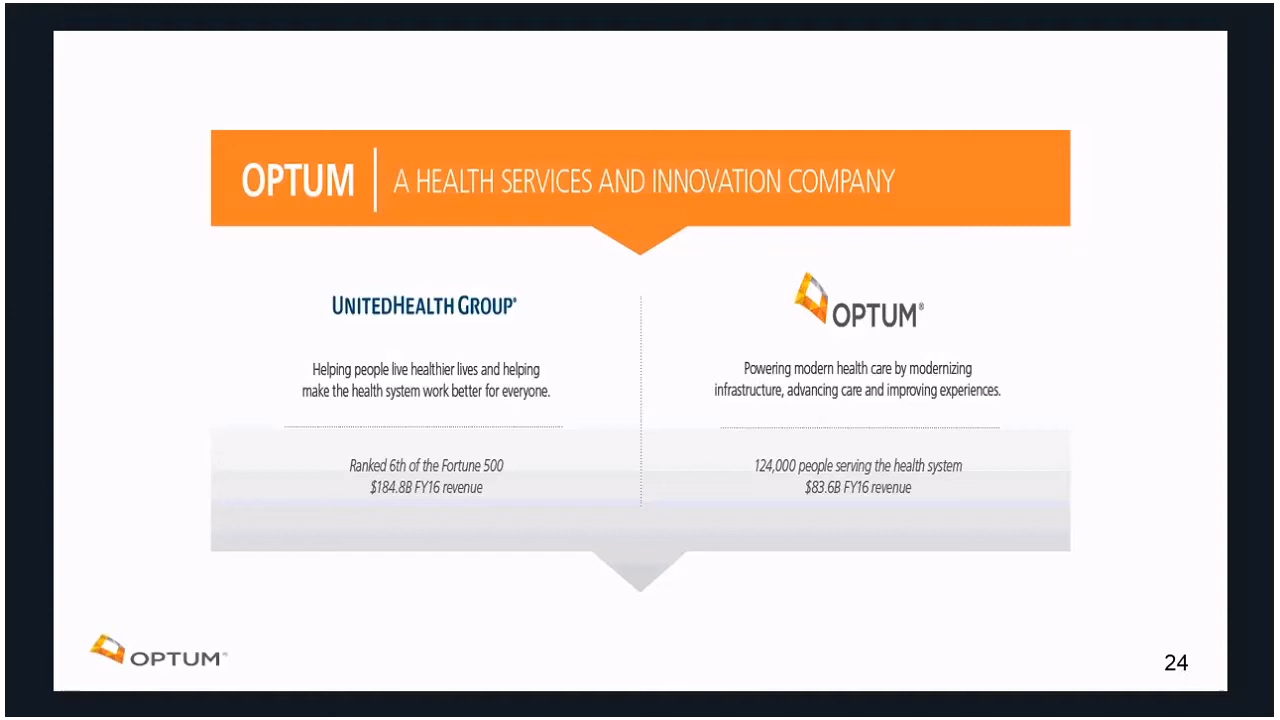 OPTUM
A HEALTH SERVICES AND INNOVATION COMPANY
UNITEDHEALTH GROUP®
Helping people live healthier lives and helping
make the health system work better for everyone.
Ranked 6th of the Fortune 500
$184.8B FY16 revenue
OPTUM®
Powering modern health care by modernizing
infrastructure, advancing care and improving experiences.
124,000 people serving the health system
$83.6B FY16 revenue
OPTUM®
24